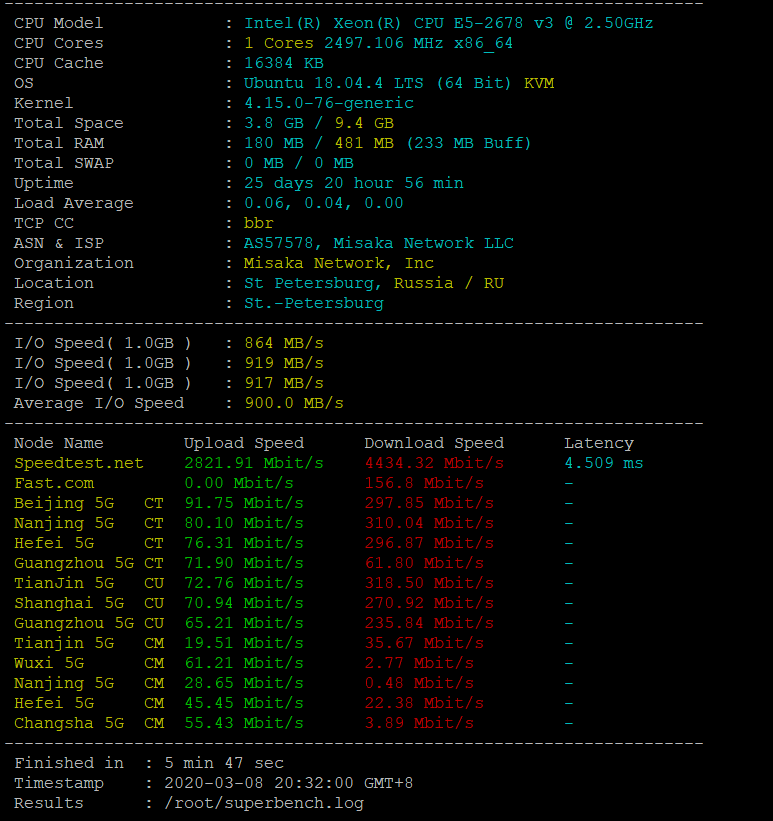 ----------------------------------------------------------------------
CPU Model            : Intel(R) Xeon(R) CPU E5-2678 v3 @ 2.50GHz
CPU Cores            : 1 Cores 2497.106 MHz x86_64
CPU Cache            : 16384 KB
OS                   : Ubuntu 18.04.4 LTS (64 Bit) KVM
Kernel               : 4.15.0-76-generic
Total Space          : 3.8 GB / 9.4 GB
Total RAM            : 180 MB / 481 MB (233 MB Buff)
Total SWAP           : 0 MB / 0 MB
Uptime               : 25 days 20 hour 56 min
Load Average         : 0.06, 0.04, 0.00
TCP CC               : bbr
ASN & ISP            : AS57578, Misaka Network LLC
Organization         : Misaka Network, Inc
Location             : St Petersburg, Russia / RU
Region               : St.-Petersburg
----------------------------------------------------------------------
I/O Speed( 1.0GB )   : 864 MB/s
I/O Speed( 1.0GB )   : 919 MB/s
I/O Speed( 1.0GB )   : 917 MB/s
Average I/O Speed    : 900.0 MB/s
----------------------------------------------------------------------
Node Name        Upload Speed      Download Speed      Latency
Speedtest.net    2821.91 Mbit/s    4434.32 Mbit/s      4.509 ms
Fast.com         0.00 Mbit/s       156.8 Mbit/s        -
Beijing 5G   CT  91.75 Mbit/s      297.85 Mbit/s       -
Nanjing 5G   CT  80.10 Mbit/s      310.04 Mbit/s       -
Hefei 5G     CT  76.31 Mbit/s      296.87 Mbit/s       -
Guangzhou 5G CT  71.90 Mbit/s      61.80 Mbit/s        -
TianJin 5G   CU  72.76 Mbit/s      318.50 Mbit/s       -
Shanghai 5G  CU  70.94 Mbit/s      270.92 Mbit/s       -
Guangzhou 5G CU  65.21 Mbit/s      235.84 Mbit/s       -
Tianjin 5G   CM  19.51 Mbit/s      35.67 Mbit/s        -
Wuxi 5G      CM  61.21 Mbit/s      2.77 Mbit/s         -
Nanjing 5G   CM  28.65 Mbit/s      0.48 Mbit/s         -
Hefei 5G     CM  45.45 Mbit/s      22.38 Mbit/s        -
Changsha 5G  CM  55.43 Mbit/s      3.89 Mbit/s         -
----------------------------------------------------------------------
Finished in  : 5 min 47 sec
Timestamp    : 2020-03-08 20:32:00 GMT+8
Results      : /root/superbench.log